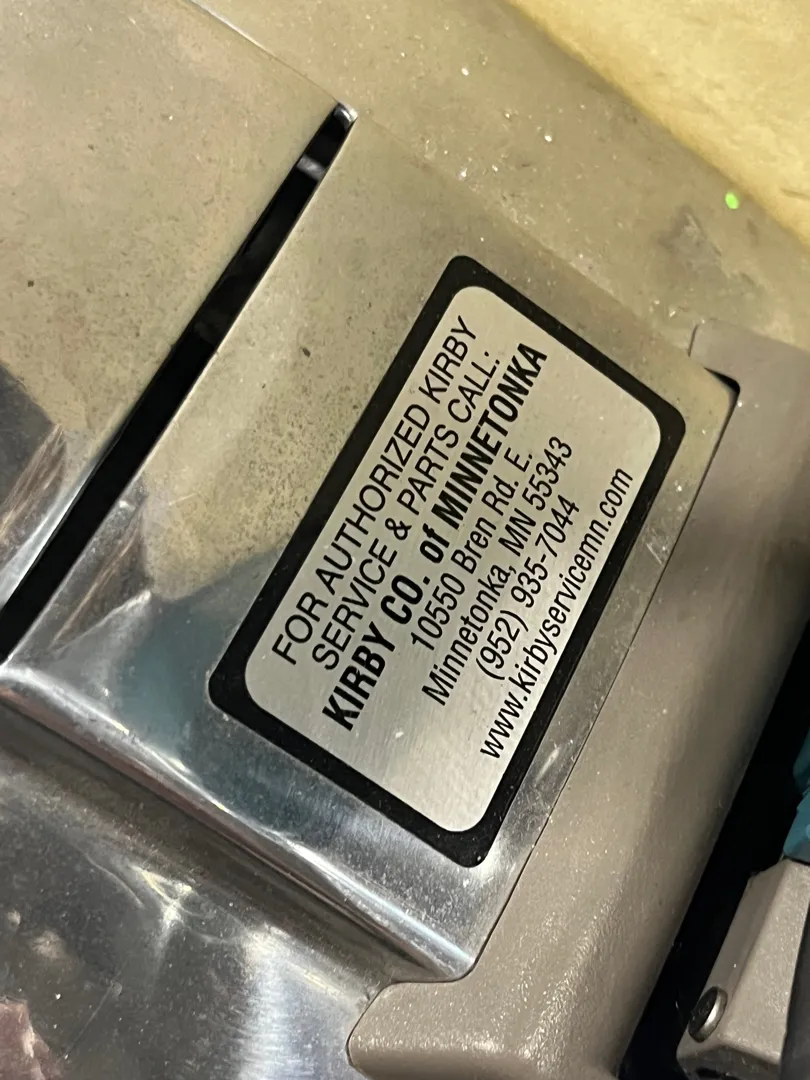 FOR AUTHORIZED KIRBY
SERVICE & PARTS CALL:
KIRBY CO. of MINNETONKA
10550 Bren Rd. E.
Minnetonka, MN 55343
(952) 935-7044
www.kirbyservicemn.com